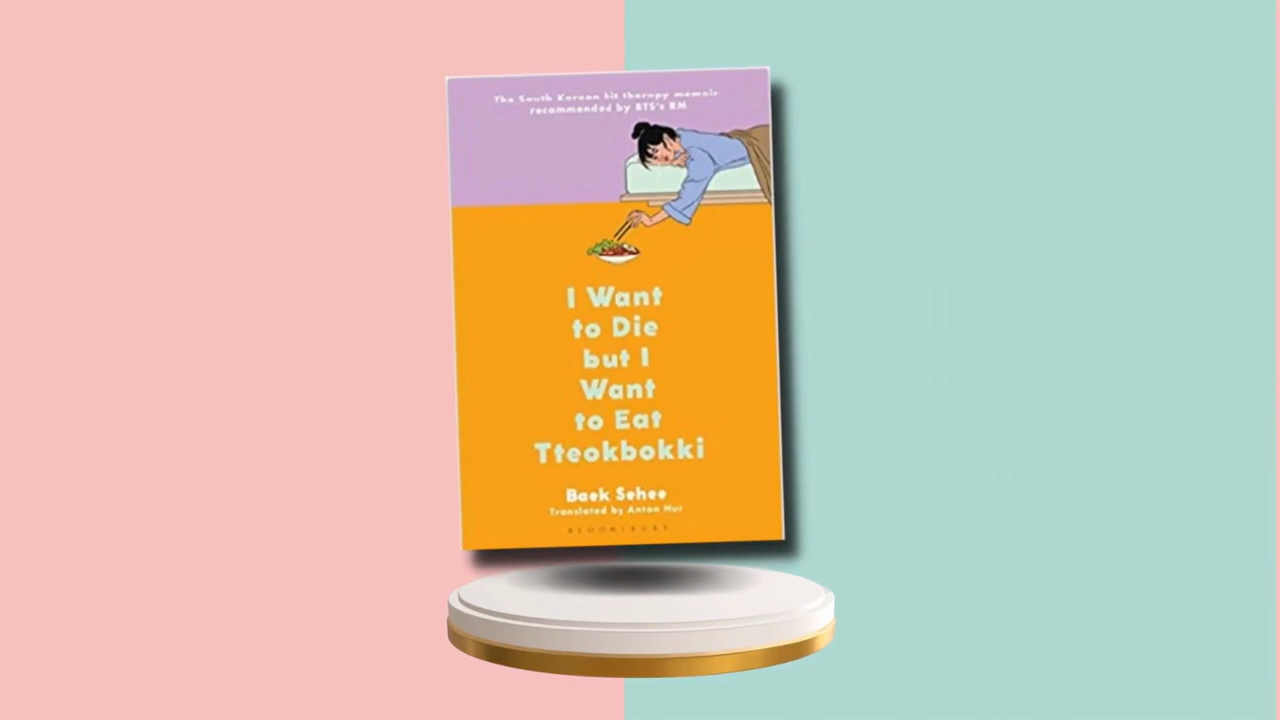 The South Korean hit therapy memoir
recommended by BTS's RM
I Want
to Die
but I
Want
to Eat
Tteokbokki
Baek Sehee
Translated by Anton Hur
BLOOMSBURY